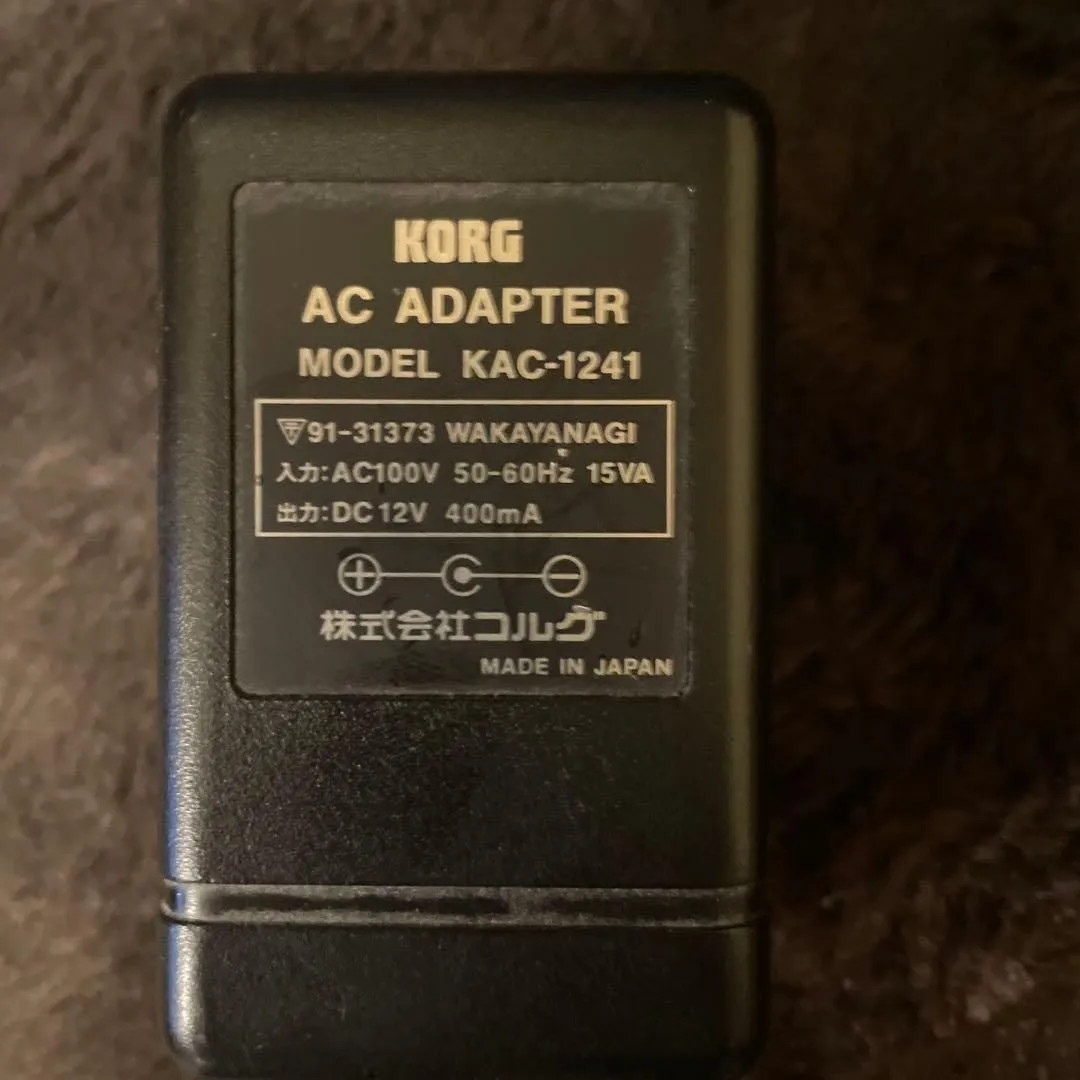 KORG
AC ADAPTER
MODEL KAC-1241
91-31373 WAKAYANAGI
入力:AC100V 50-60Hz 15VA
出力:DC12V 400mA
株式会社コルグ
MADE IN JAPAN